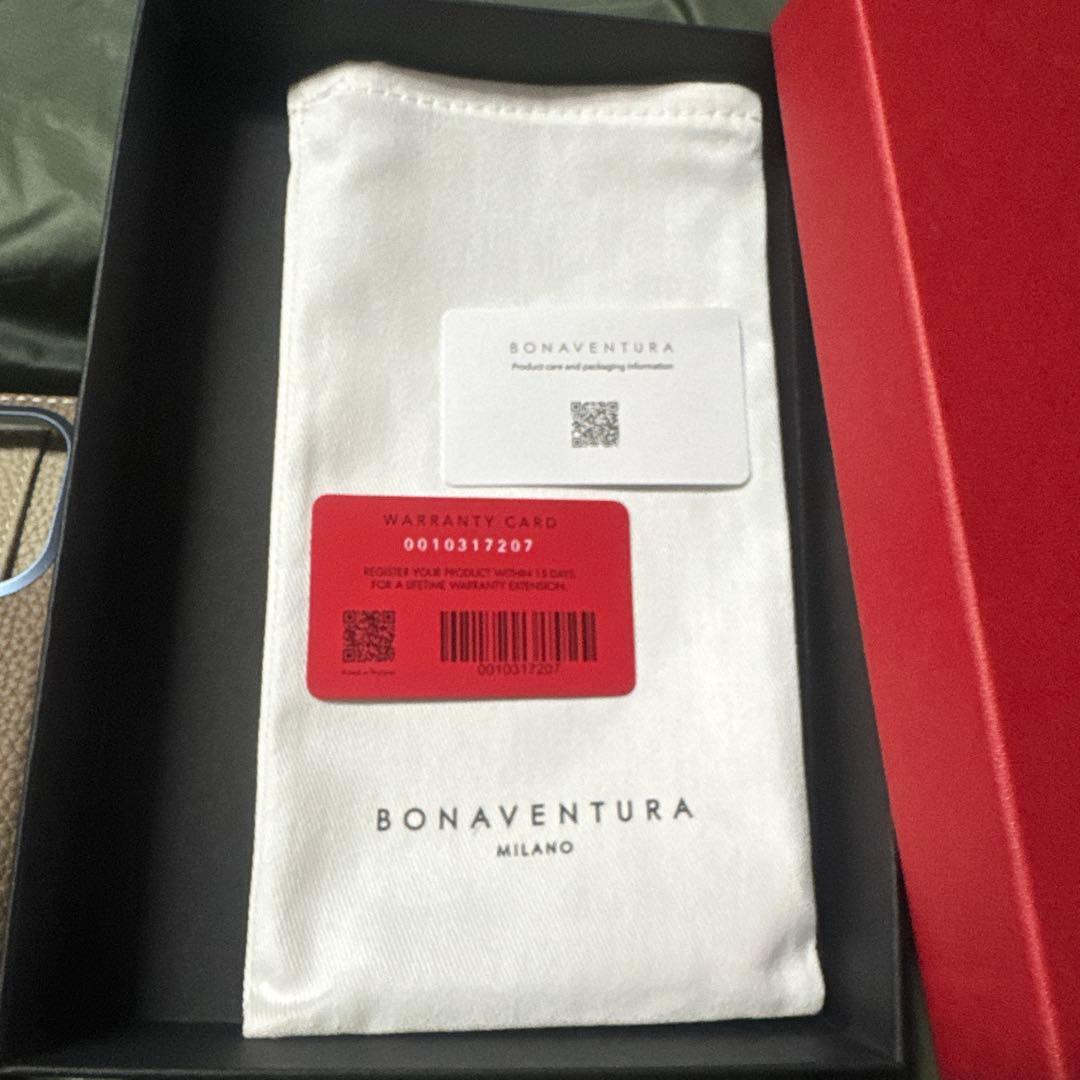 BONAVENTURA
Product care and packaging information
WARRANTY CARD
0010317207
REGISTER YOUR PRODUCT WITHIN 15 DAYS
FOR A LIFETIME WARRANTY EXTENSION.
0010317207
BONAVENTURA
MILANO